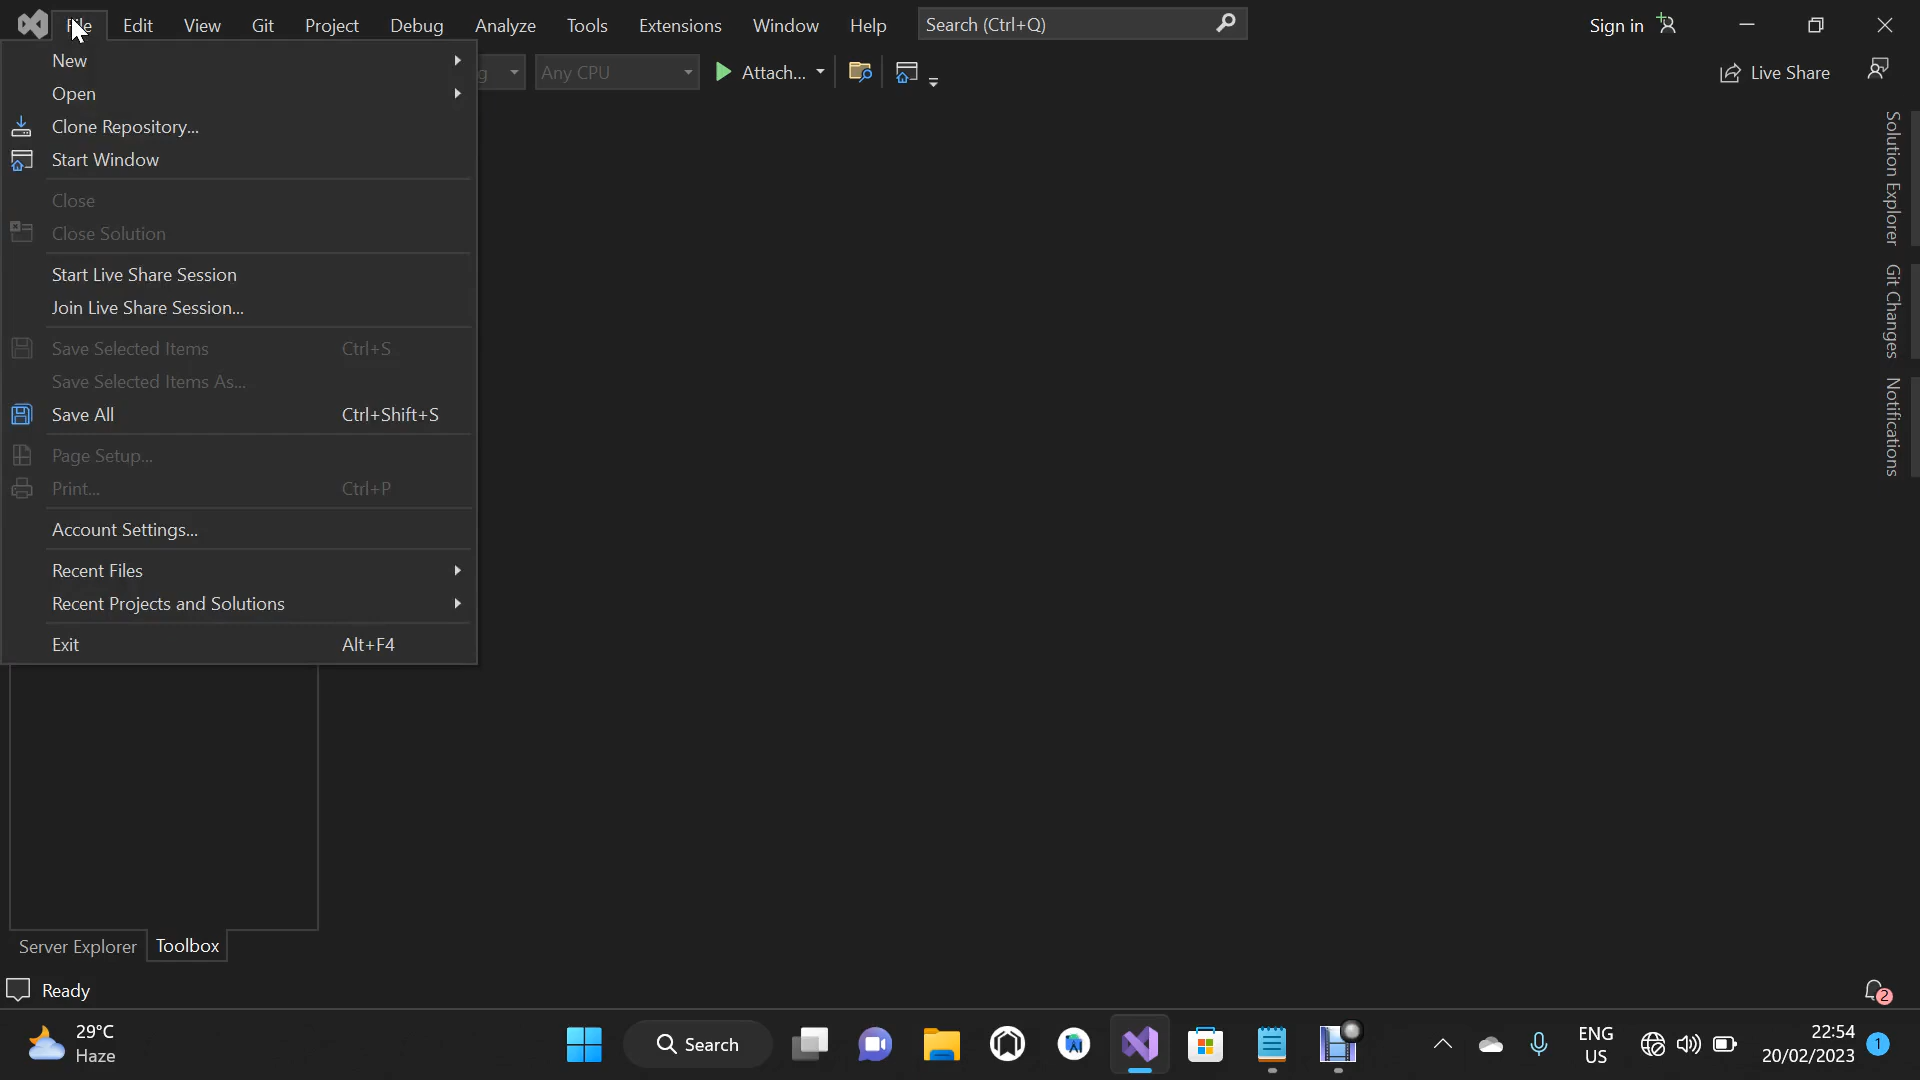 File Edit View Git Project Debug Analyze Tools Extensions Window Help Search (Ctrl+Q) Sign in
New
g Any CPU Attach... Live Share
Open
Clone Repository...
Start Window
Close
Close Solution
Start Live Share Session
Join Live Share Session...
Save Selected Items Ctrl+S
Save Selected Items As...
Save All Ctrl+Shift+S
Page Setup...
Print... Ctrl+P
Account Settings...
Recent Files
Recent Projects and Solutions
Exit Alt+F4
Solution Explorer
Git Changes
Notifications
Server Explorer Toolbox
Ready 2
29°C
Haze
Search
ENG
US
22:54
20/02/2023
1